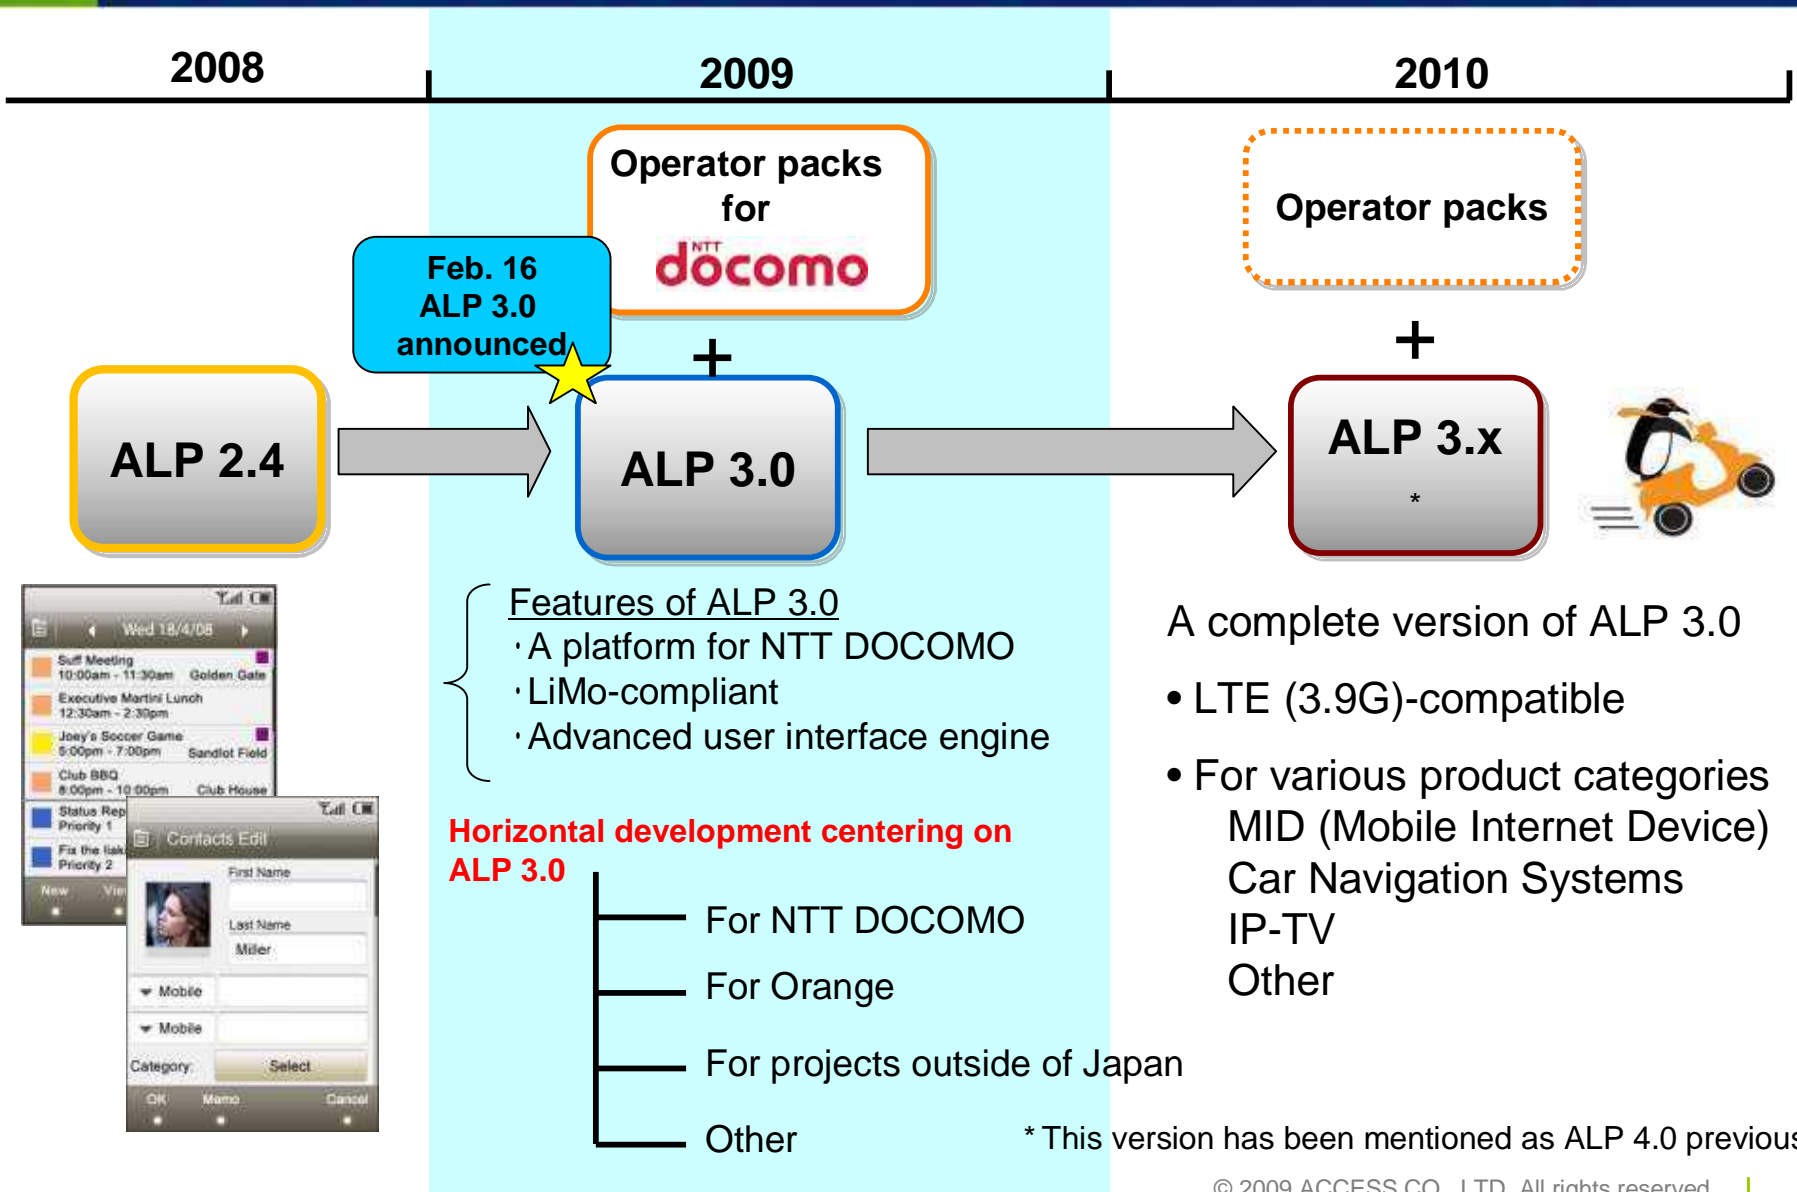 2008
2009
2010
Operator packs
for
NTT
docomo
Operator packs
Feb. 16
ALP 3.0
announced
+
+
ALP 2.4
ALP 3.0
ALP 3.x
*
Features of ALP 3.0
・A platform for NTT DOCOMO
・LiMo-compliant
・Advanced user interface engine
Horizontal development centering on
ALP 3.0
For NTT DOCOMO
For Orange
For projects outside of Japan
Other
A complete version of ALP 3.0
• LTE (3.9G)-compatible
• For various product categories
MID (Mobile Internet Device)
Car Navigation Systems
IP-TV
Other
Wed 18/4/08
Suff Meeting
10:00am - 11:30am Golden Gate
Executive Martini Lunch
12:30am - 2:30pm
Joey's Soccer Game
5:00pm - 7:00pm Sandlot Field
Club BBQ
8:00pm - 10:00pm Club House
Status Rep
Priority 1
Fix the
Priority 2
New
Contacts Edit
First Name
Last Name
Miller
Mobile
Mobile
Category: Select
OK Memo Cancel
* This version has been mentioned as ALP 4.0 previous
© 2009 ACCESS CO., LTD. All rights reserved.